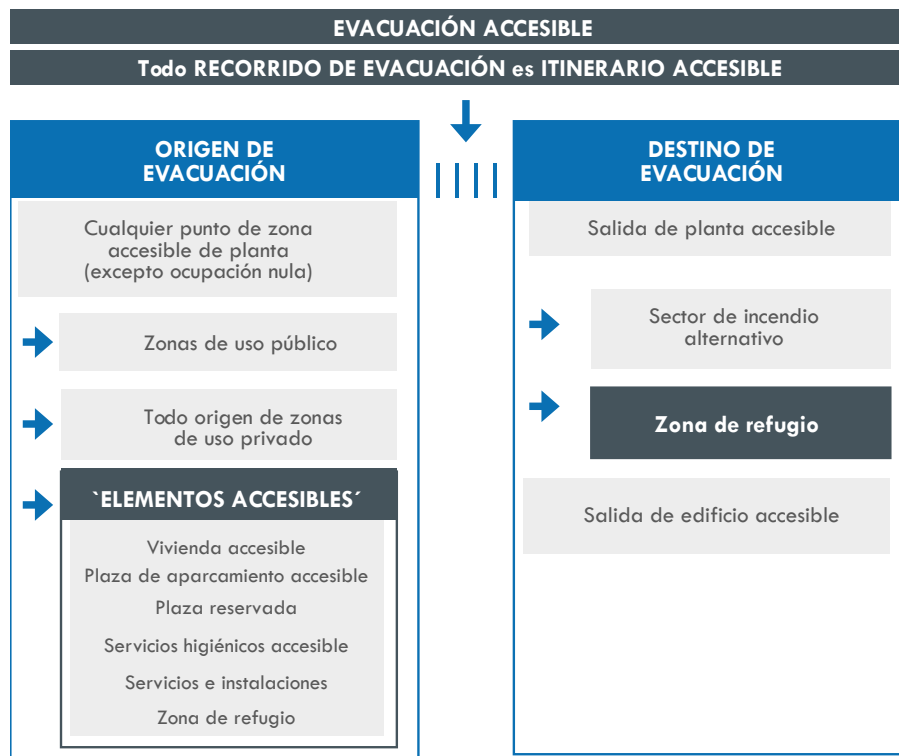 EVACUACIÓN ACCESIBLE
Todo RECORRIDO DE EVACUACIÓN es ITINERARIO ACCESIBLE
ORIGEN DE
EVACUACIÓN
Cualquier punto de zona
accesible de planta
(excepto ocupación nula)
Zonas de uso público
Todo origen de zonas
de uso privado
`ELEMENTOS ACCESIBLES´
Vivienda accesible
Plaza de aparcamiento accesible
Plaza reservada
Servicios higiénicos accesible
Servicios e instalaciones
Zona de refugio
DESTINO DE
EVACUACIÓN
Salida de planta accesible
Sector de incendio
alternativo
Zona de refugio
Salida de edificio accesible